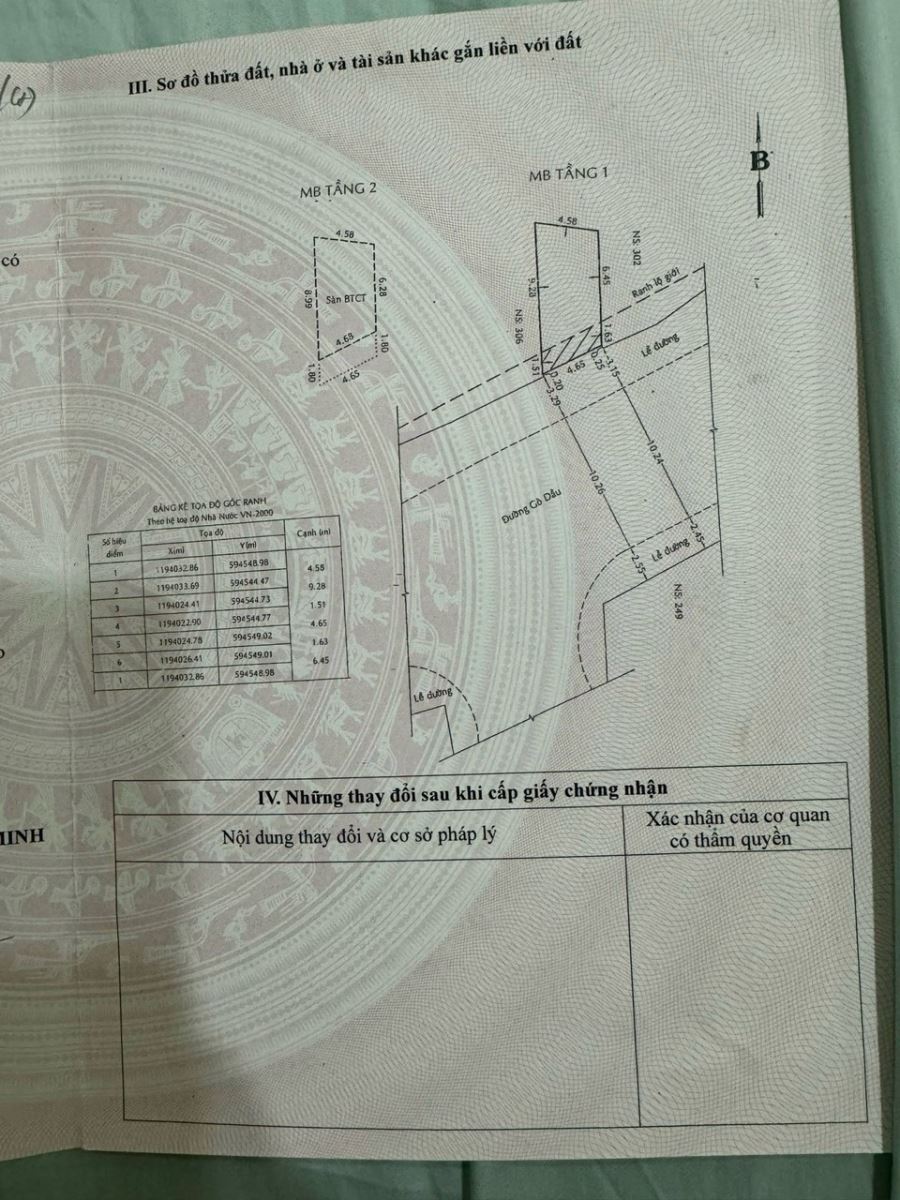 III. Sơ đồ thửa đất, nhà ở và tài sản khác gắn liền với đất
có
B
MB TẦNG 2
MB TẦNG 1
4.58
8.99
Sàn BTCT
6.28
4.68
1.80
1.80
4.65
4.58
NS: 302
6.45
9.28
NS: 306
Ranh lộ giới
1.63
Lề đường
1.51
0.20
4.65
0.25
3.15
3.29
10.24
10.26
Đường Gò Dầu
2.45
Lề đường
2.55
NS: 249
Lề đường
BẢNG KÊ TỌA ĐỘ GÓC RANH
Theo hệ toạ độ Nhà Nước VN-2000
Số hiệu điểm
Tọa độ
Cạnh (m)
X(m)
Y(m)
1 1194032.86 594548.98
4.58
2 1194033.69 594544.47
9.28
3 1194024.41 594544.73
1.51
4 1194022.90 594544.77
4.65
5 1194024.78 594549.02
1.63
6 1194026.41 594549.01
6.45
1 1194032.86 594548.98
MINH
IV. Những thay đổi sau khi cấp giấy chứng nhận
Nội dung thay đổi và cơ sở pháp lý
Xác nhận của cơ quan
có thẩm quyền